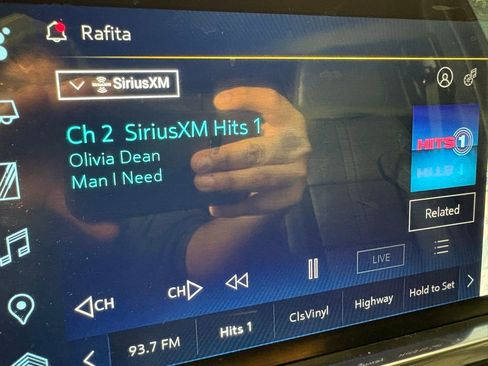 Rafita
SiriusXM
Ch 2 SiriusXM Hits 1
Olivia Dean
Man I Need
HITS 1
Related
LIVE
CH
CH
93.7 FM
Hits 1
ClsVinyl
Highway
Hold to Set